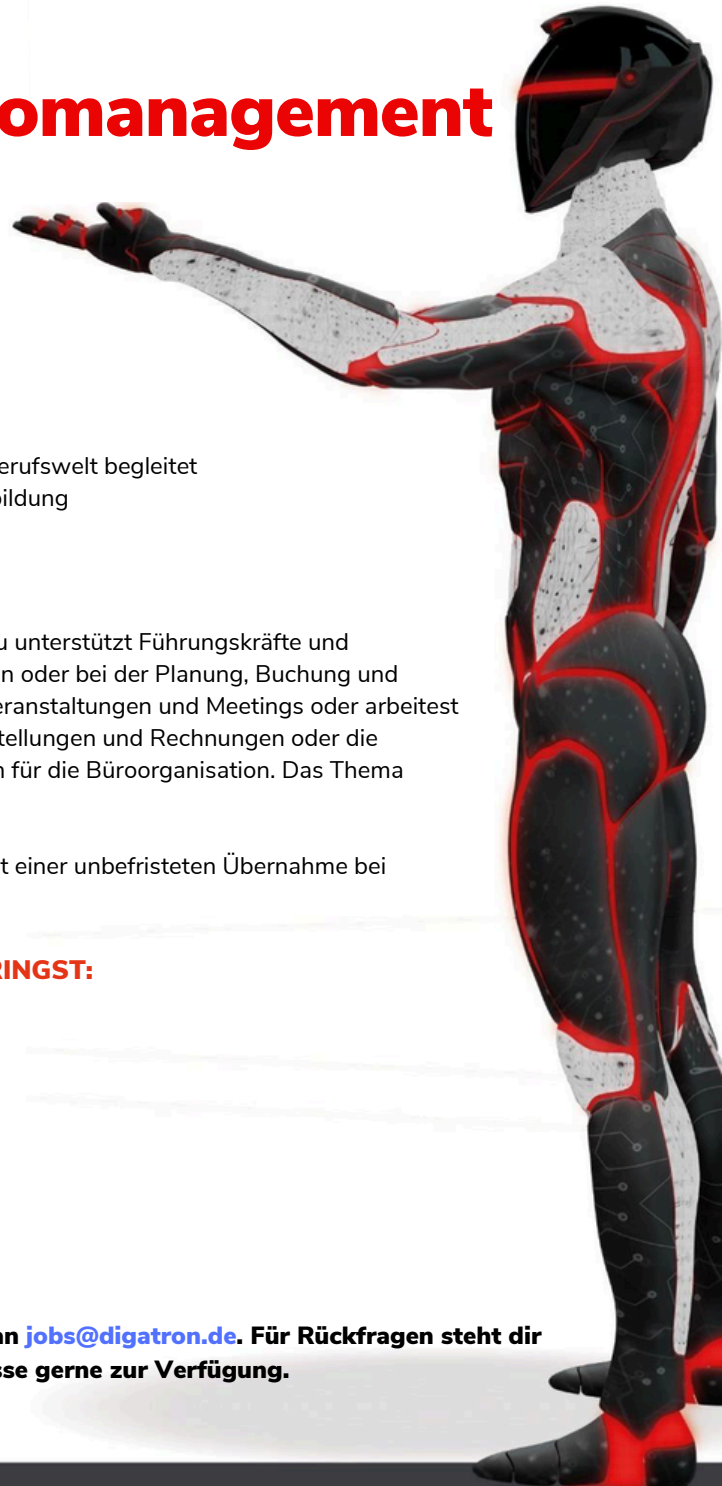 omanagement
erufswelt begleitet
bildung
u unterstützt Führungskräfte und
n oder bei der Planung, Buchung und
eranstaltungen und Meetings oder arbeitest
tellungen und Rechnungen oder die
n für die Büroorganisation. Das Thema
t einer unbefristeten Übernahme bei
RINGST:
an jobs@digatron.de. Für Rückfragen steht dir
sse gerne zur Verfügung.